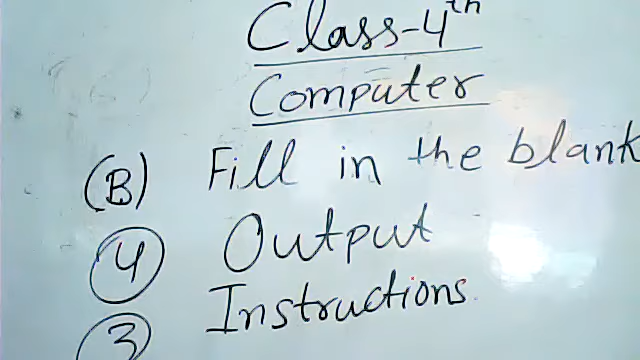 Class-4th
Computer
(B) Fill in the blank
4 Output
3 Instructions.